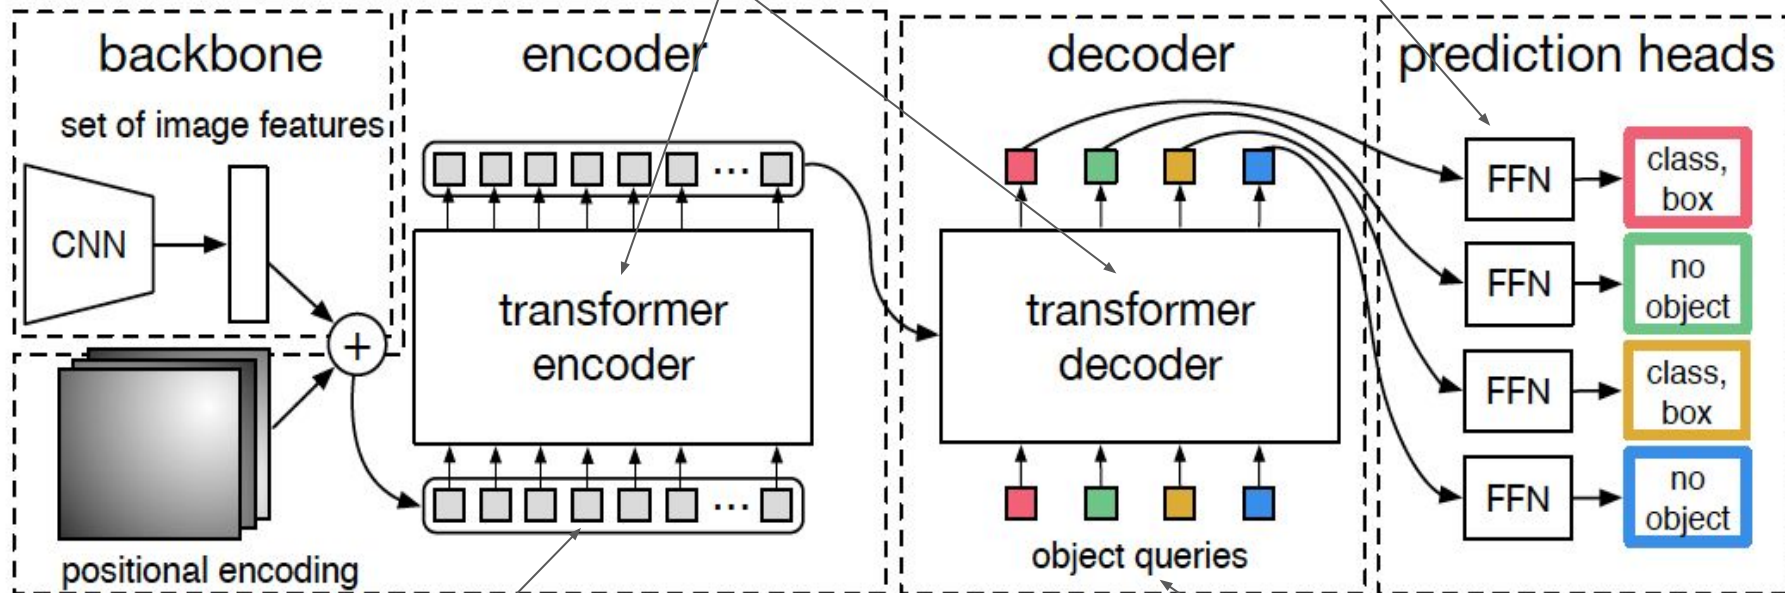 backbone
set of image features
CNN
+
positional encoding
encoder
...
transformer
encoder
...
decoder
transformer
decoder
object queries
prediction heads
FFN
class,
box
FFN
no
object
FFN
class,
box
FFN
no
object